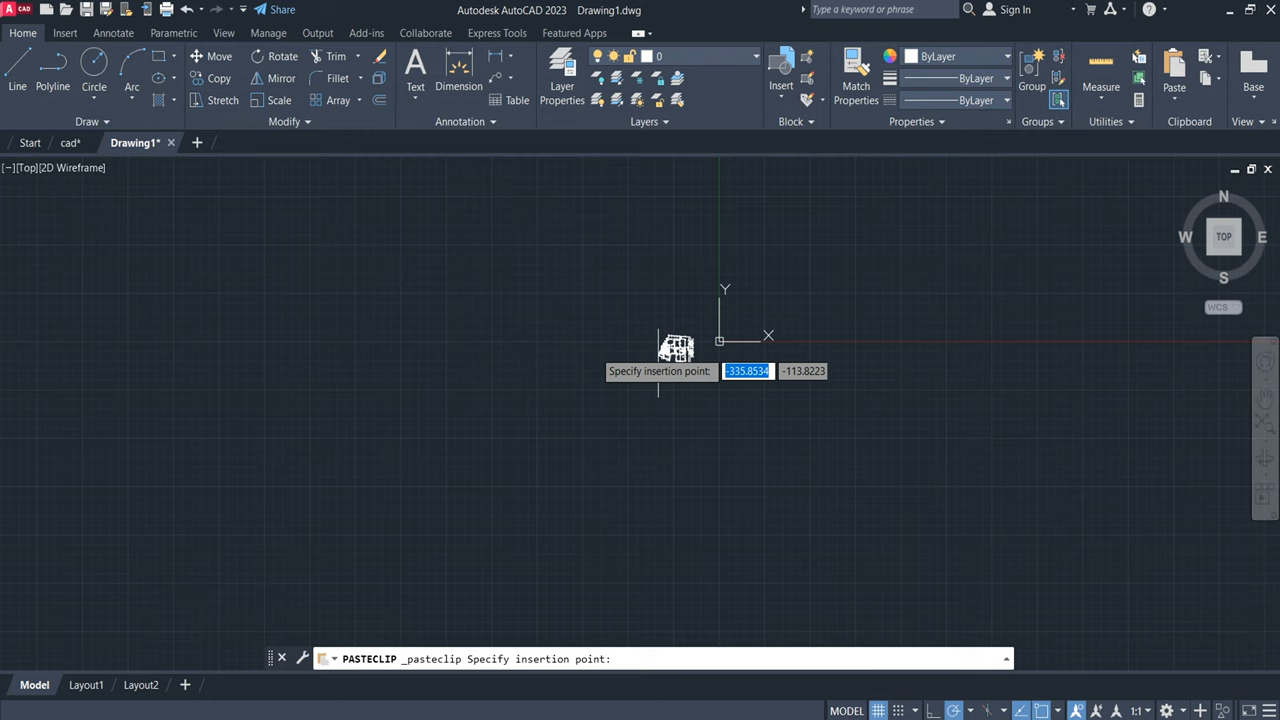 CAD
Share
Autodesk AutoCAD 2023 Drawing1.dwg
Type a keyword or phrase
Sign In
Home Insert Annotate Parametric View Manage Output Add-ins Collaborate Express Tools Featured Apps
Line Polyline Circle Arc
Move Rotate Trim
Copy Mirror Fillet
Stretch Scale Array
Text Dimension
Table
Layer
Properties
0
Insert
Match
Properties
ByLayer
ByLayer
ByLayer
Group
Measure
Paste
Base
Draw Modify Annotation Layers Block Properties Groups Utilities Clipboard View
Start cad* Drawing1*
[−][Top][2D Wireframe]
N
W TOP E
S
WCS
Y
X
Specify insertion point: -335.8534 -113.8223
PASTECLIP _pasteclip Specify insertion point:
Model Layout1 Layout2
MODEL 1:1